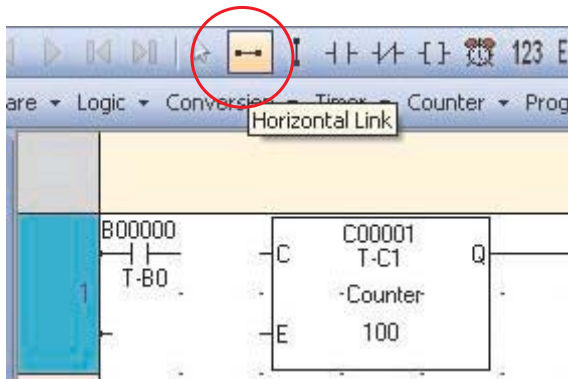 123 E
are Logic Conversion Timer Counter Prog
Horizontal Link
B00000
T-B0
1
C00001
T-C1
C
Q
-Counter-
E
100